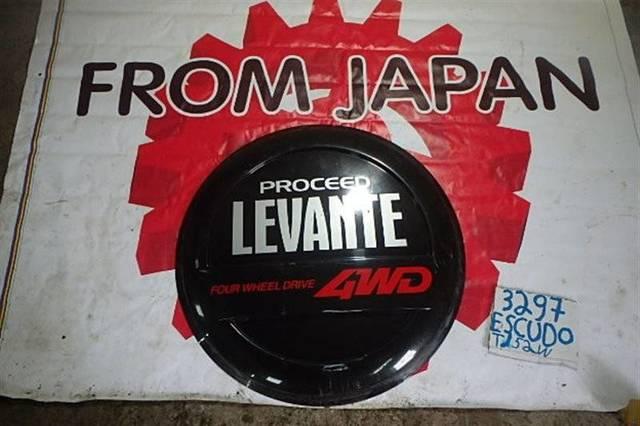 FROM JAPAN
PROCEED
LEVANTE
FOUR WHEEL DRIVE 4WD
3297
ESCUDO